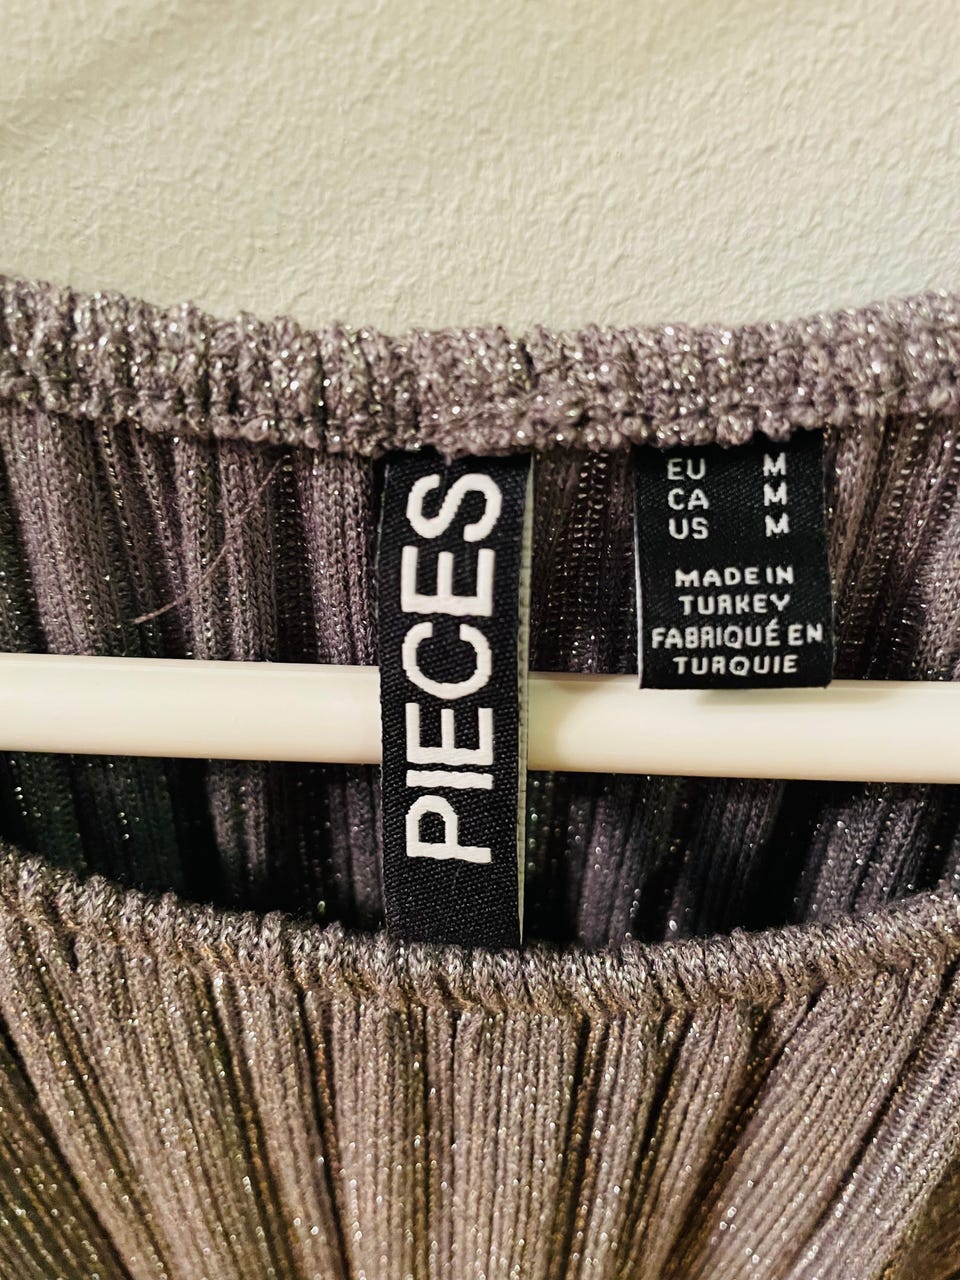 PIECES
EU M
CA M
US M
MADE IN
TURKEY
FABRIQUÉ EN
TURQUIE